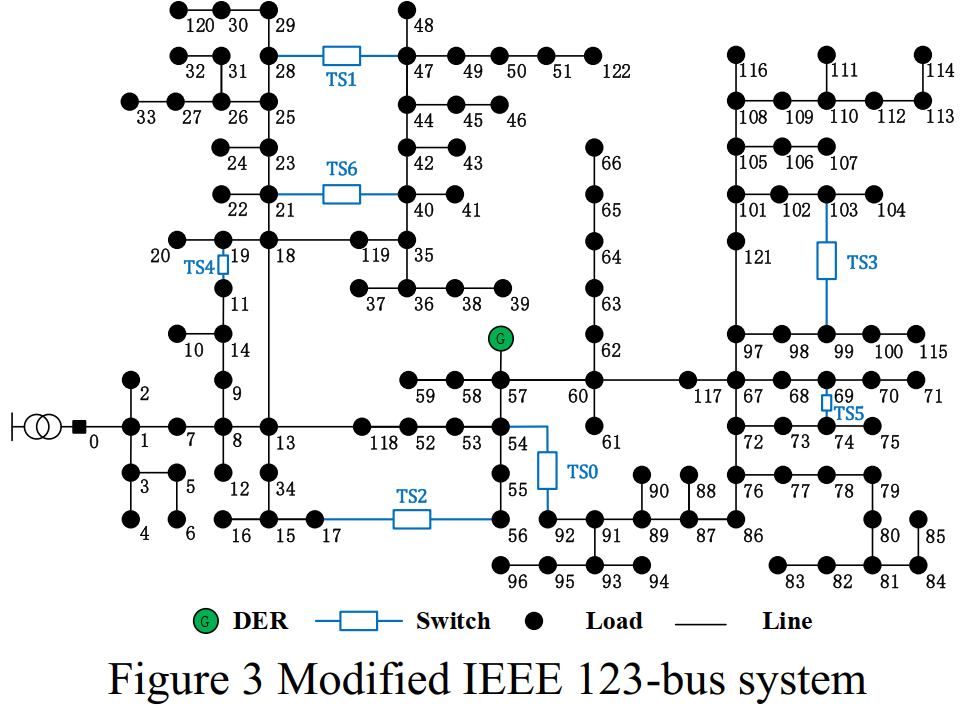 120 30 29 48
32 31 28 TS1 47 49 50 51 122 116 111 114
33 27 26 25 44 45 46 108 109 110 112 113
24 23 42 43 66 105 106 107
22 21 TS6 40 41 65 101 102 103 104
20 19 18 119 35 64 121
TS4 TS3
11 37 36 38 39 63
10 14 G 62 97 98 99 100 115
2 9 59 58 57 60 117 67 68 69 70 71
TS5
0 1 7 8 13 118 52 53 54 61 72 73 74 75
3 5 12 34 55 TS0 90 88 76 77 78 79
TS2
4 6 16 15 17 56 92 91 89 87 86 80 85
96 95 93 94 83 82 81 84
G DER Switch Load Line
Figure 3 Modified IEEE 123-bus system